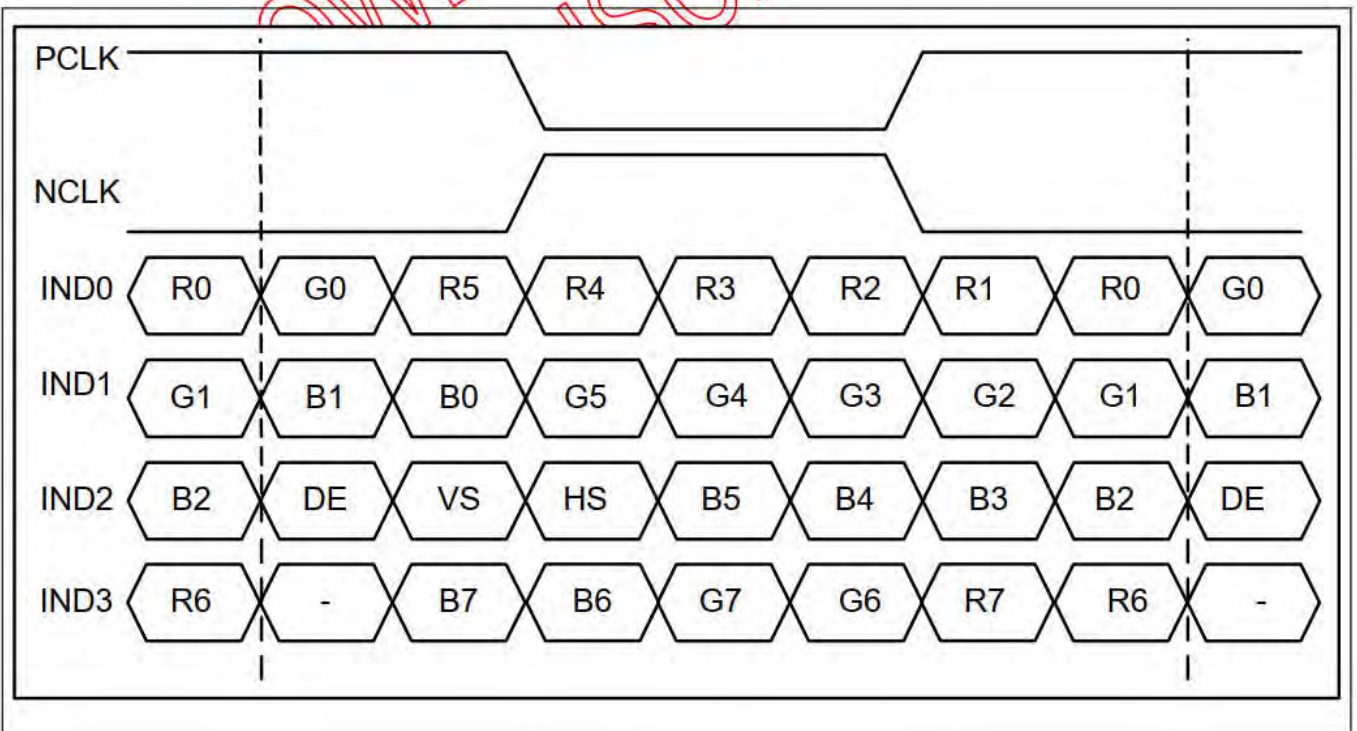 PCLK
NCLK
IND0 R0 G0 R5 R4 R3 R2 R1 R0 G0
IND1 G1 B1 B0 G5 G4 G3 G2 G1 B1
IND2 B2 DE VS HS B5 B4 B3 B2 DE
IND3 R6 - B7 B6 G7 G6 R7 R6 -